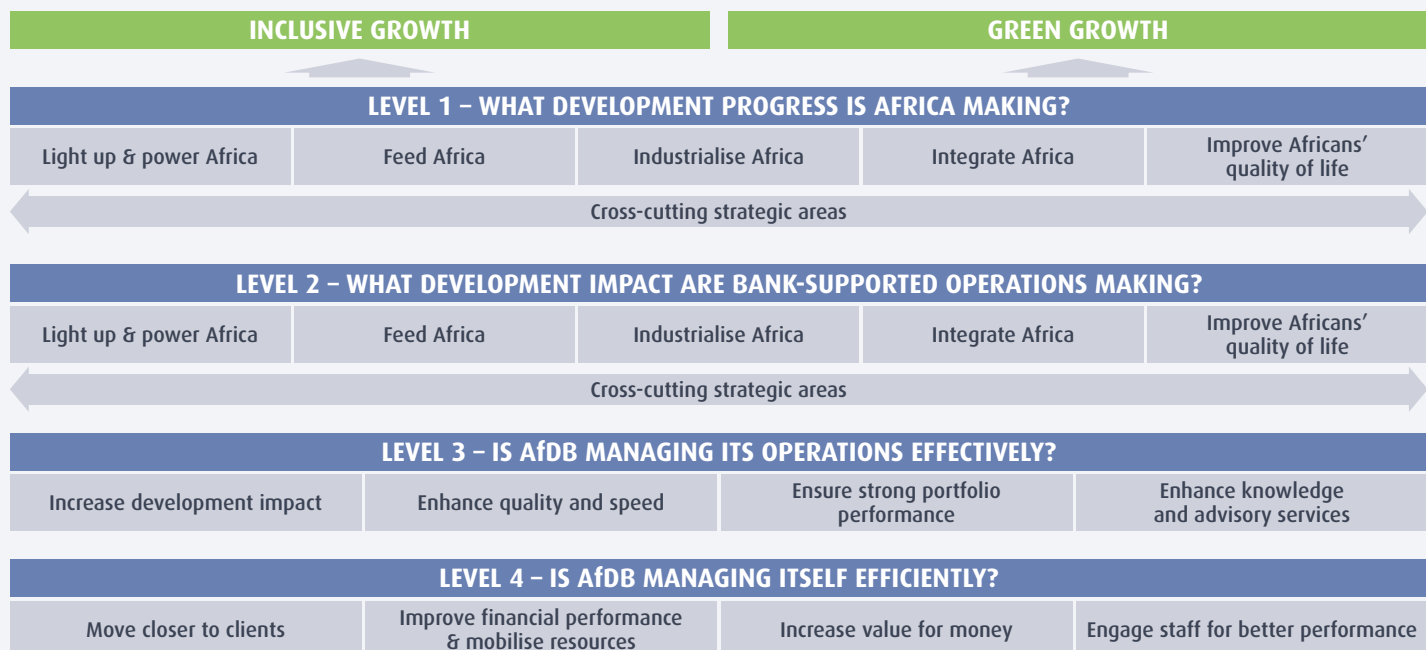 INCLUSIVE GROWTH
GREEN GROWTH
LEVEL 1 – WHAT DEVELOPMENT PROGRESS IS AFRICA MAKING?
Light up & power Africa
Feed Africa
Industrialise Africa
Integrate Africa
Improve Africans’
quality of life
Cross-cutting strategic areas
LEVEL 2 – WHAT DEVELOPMENT IMPACT ARE BANK-SUPPORTED OPERATIONS MAKING?
Light up & power Africa
Feed Africa
Industrialise Africa
Integrate Africa
Improve Africans’
quality of life
Cross-cutting strategic areas
LEVEL 3 – IS AfDB MANAGING ITS OPERATIONS EFFECTIVELY?
Increase development impact
Enhance quality and speed
Ensure strong portfolio
performance
Enhance knowledge
and advisory services
LEVEL 4 – IS AfDB MANAGING ITSELF EFFICIENTLY?
Move closer to clients
Improve financial performance
& mobilise resources
Increase value for money
Engage staff for better performance